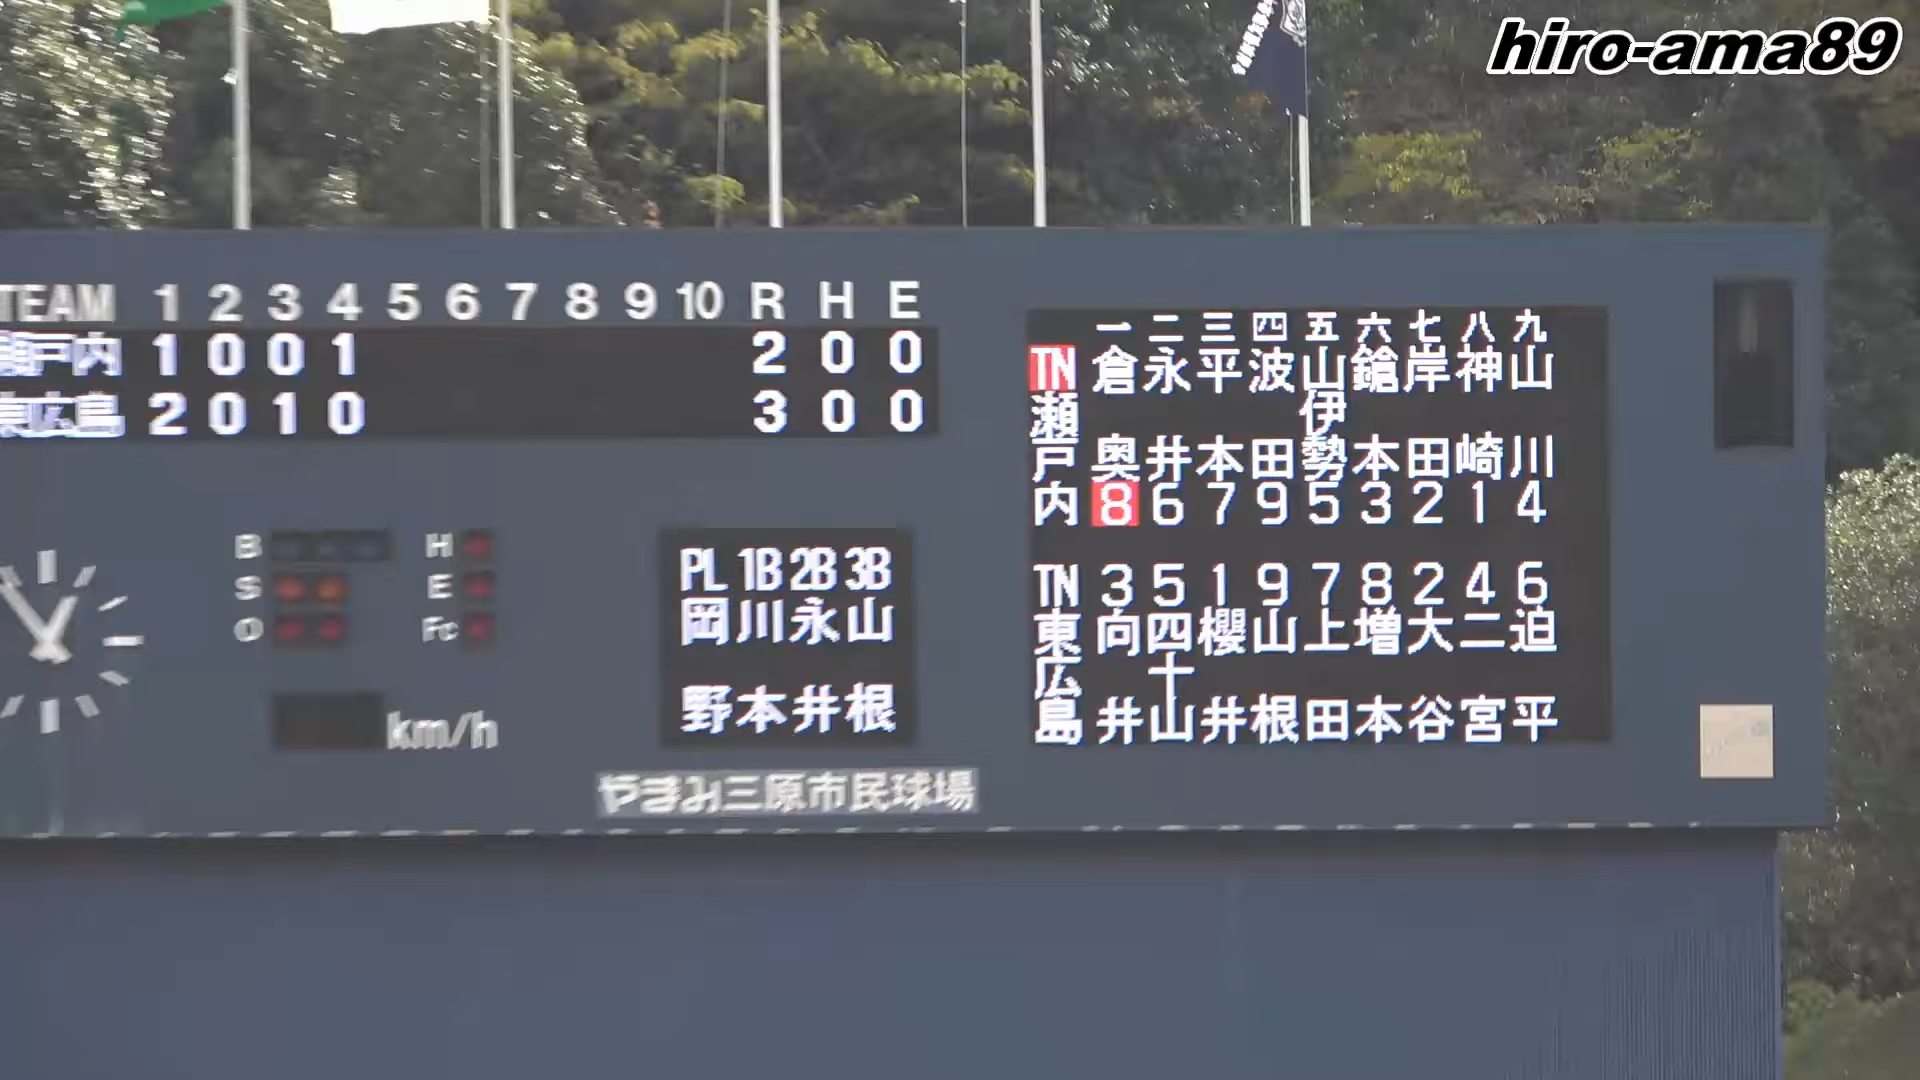 hiro-ama89
TEAM 1 2 3 4 5 6 7 8 9 10 R H E
瀬戸内 1 0 0 1 2 0 0
東広島 2 0 1 0 3 0 0
B H
S E
O Fc
km/h
PL 1B 2B 3B
岡野 川本 永井 山根
一 二 三 四 五 六 七 八 九
TN 瀬戸内
倉奥 永井 平本 波田 山伊勢 鎗本 岸田 神崎 山川
8 6 7 9 5 3 2 1 4
TN 3 5 1 9 7 8 2 4 6
東広島 向井 四十山 櫻井 山根 上田 増本 大谷 二宮 迫平
やまみ三原市民球場